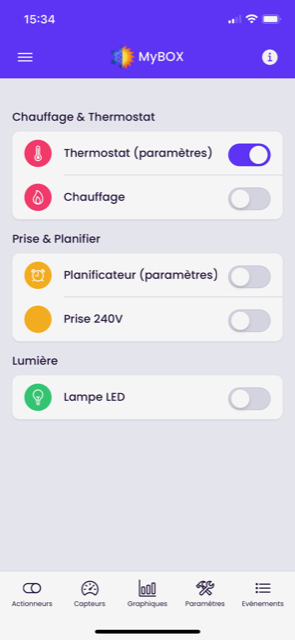 15:34
MyBOX
Chauffage & Thermostat
Thermostat (paramètres)
Chauffage
Prise & Planifier
Planificateur (paramètres)
Prise 240V
Lumière
Lampe LED
Actionneurs Capteurs Graphiques Paramètres Evénements